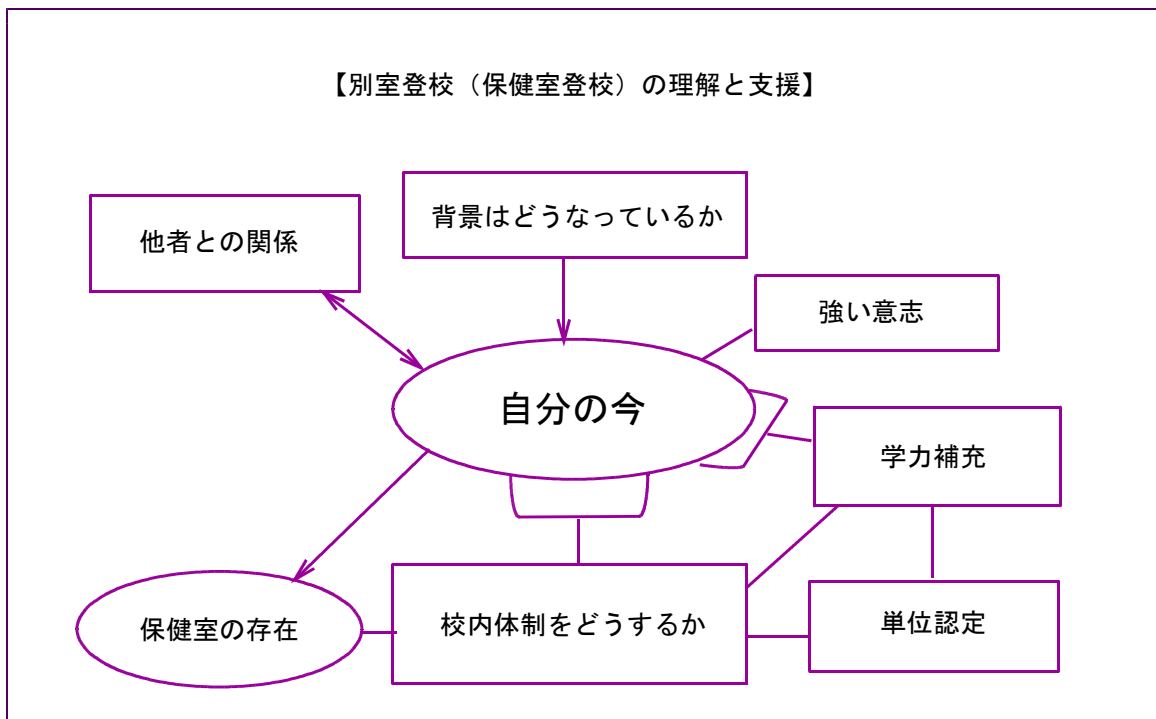 【別室登校（保健室登校）の理解と支援】
背景はどうなっているか
他者との関係
強い意志
自分の今
学力補充
保健室の存在
校内体制をどうするか
単位認定